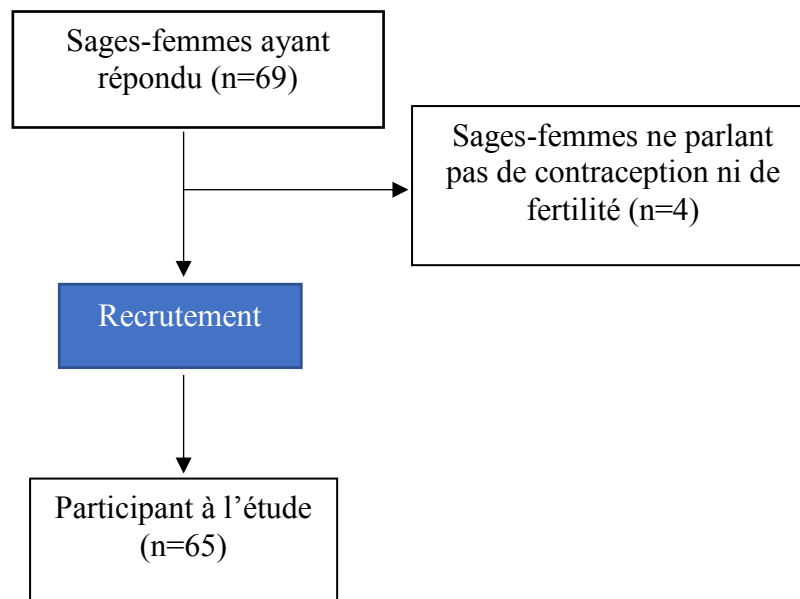 Sages-femmes ayant
répondu (n=69)
Sages-femmes ne parlant
pas de contraception ni de
fertilité (n=4)
Recrutement
Participant à l’étude
(n=65)